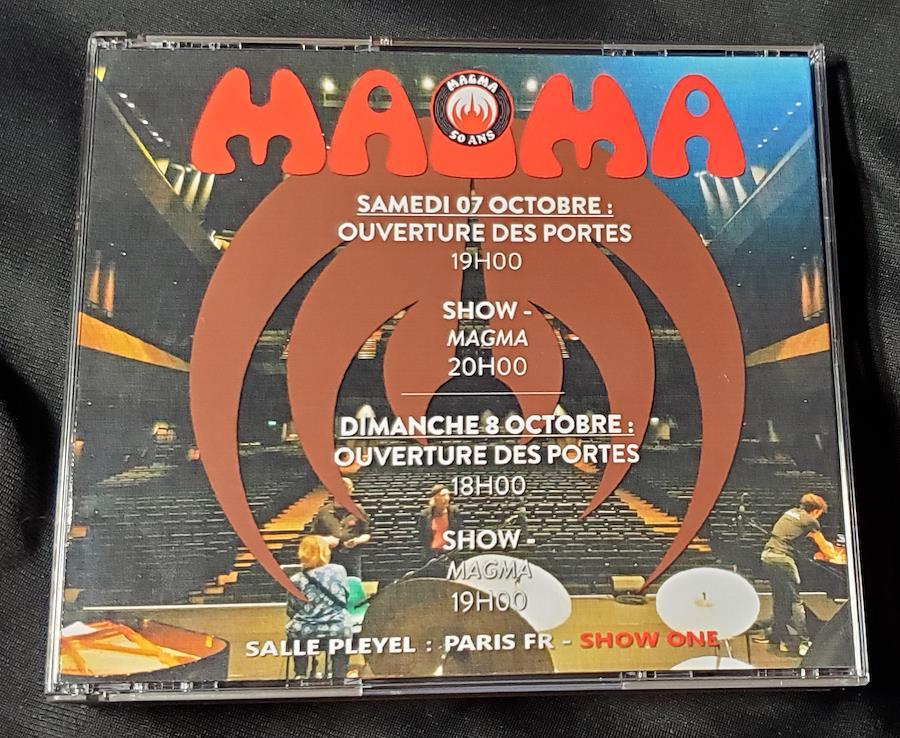 MAGMA
MAGMA
50 ANS
SAMEDI 07 OCTOBRE :
OUVERTURE DES PORTES
19H00
SHOW -
MAGMA
20H00
DIMANCHE 8 OCTOBRE :
OUVERTURE DES PORTES
18H00
SHOW -
MAGMA
19H00
SALLE PLEYEL : PARIS FR - SHOW ONE